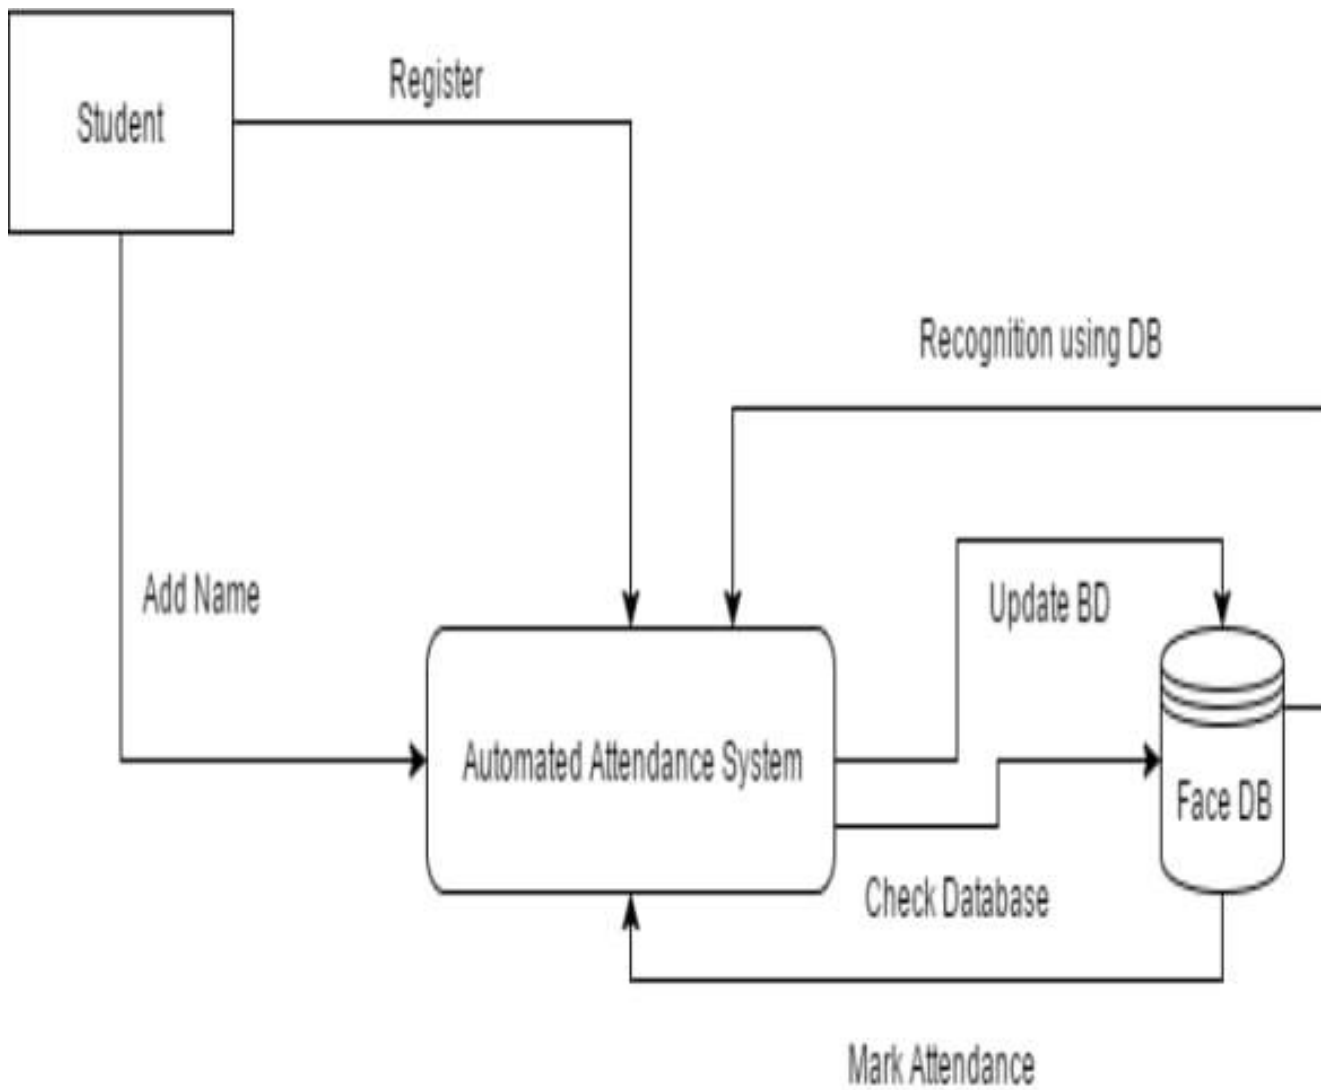 Register
Student
Recognition using DB
Add Name
Update BD
Automated Attendance System
Face DB
Check Database
Mark Attendance